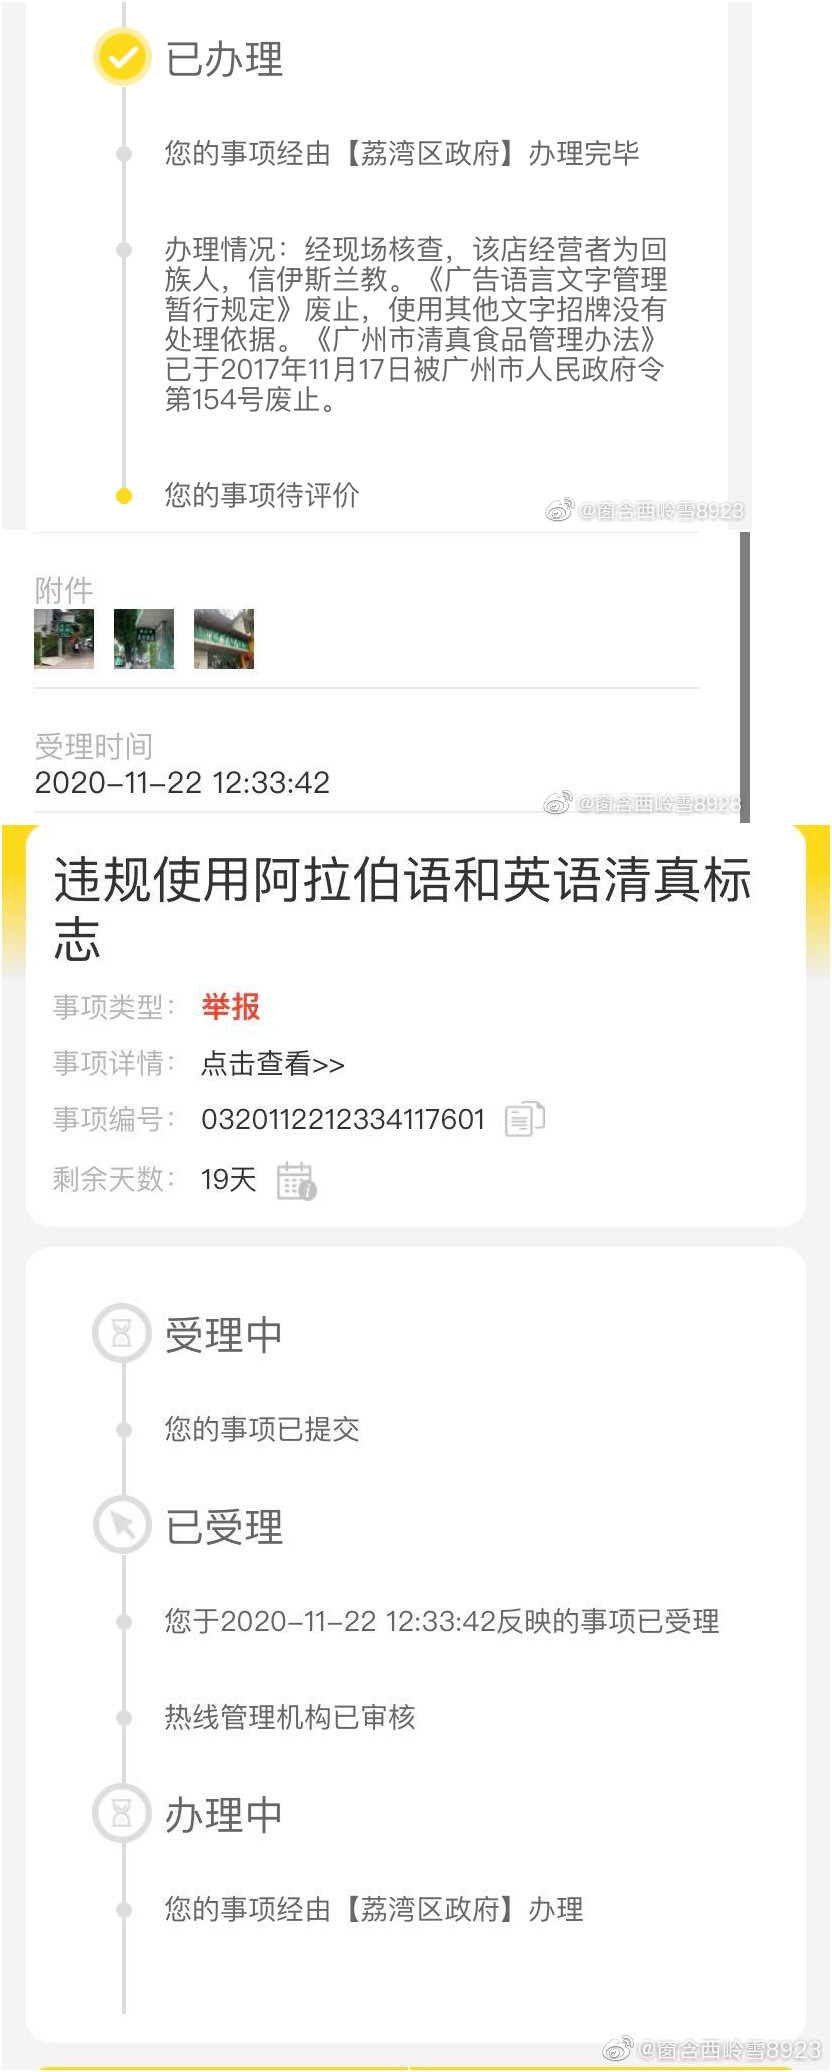 已办理
您的事项经由【荔湾区政府】办理完毕
办理情况：经现场核查，该店经营者为回
族人，信伊斯兰教。《广告语言文字管理
暂行规定》废止，使用其他文字招牌没有
处理依据。《广州市清真食品管理办法》
已于2017年11月17日被广州市人民政府令
第154号废止。
您的事项待评价
@窗含西岭雪8923
附件
受理时间
2020-11-22 12:33:42
@窗含西岭雪8923
违规使用阿拉伯语和英语清真标
志
事项类型： 举报
事项详情： 点击查看>>
事项编号： 0320112212334117601
剩余天数： 19天
受理中
您的事项已提交
已受理
您于2020-11-22 12:33:42反映的事项已受理
热线管理机构已审核
办理中
您的事项经由【荔湾区政府】办理
@窗含西岭雪8923